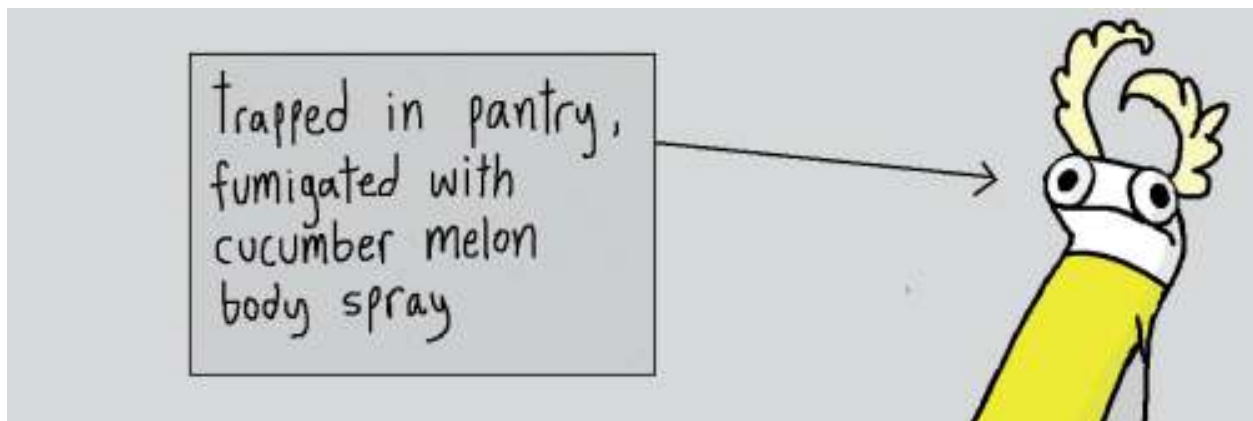 trapped in pantry,
fumigated with
cucumber melon
body spray